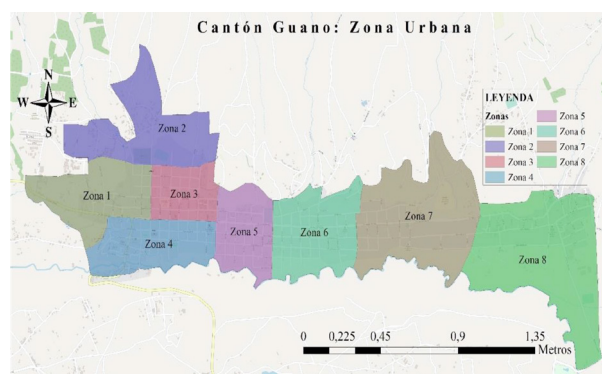 Cantón Guano: Zona Urbana
N
W E
S
LEYENDA
Zonas
Zona 1
Zona 2
Zona 3
Zona 4
Zona 5
Zona 6
Zona 7
Zona 8
Zona 2
Zona 1
Zona 3
Zona 4
Zona 5
Zona 6
Zona 7
Zona 8
0 0,225 0,45 0,9 1,35
Metros